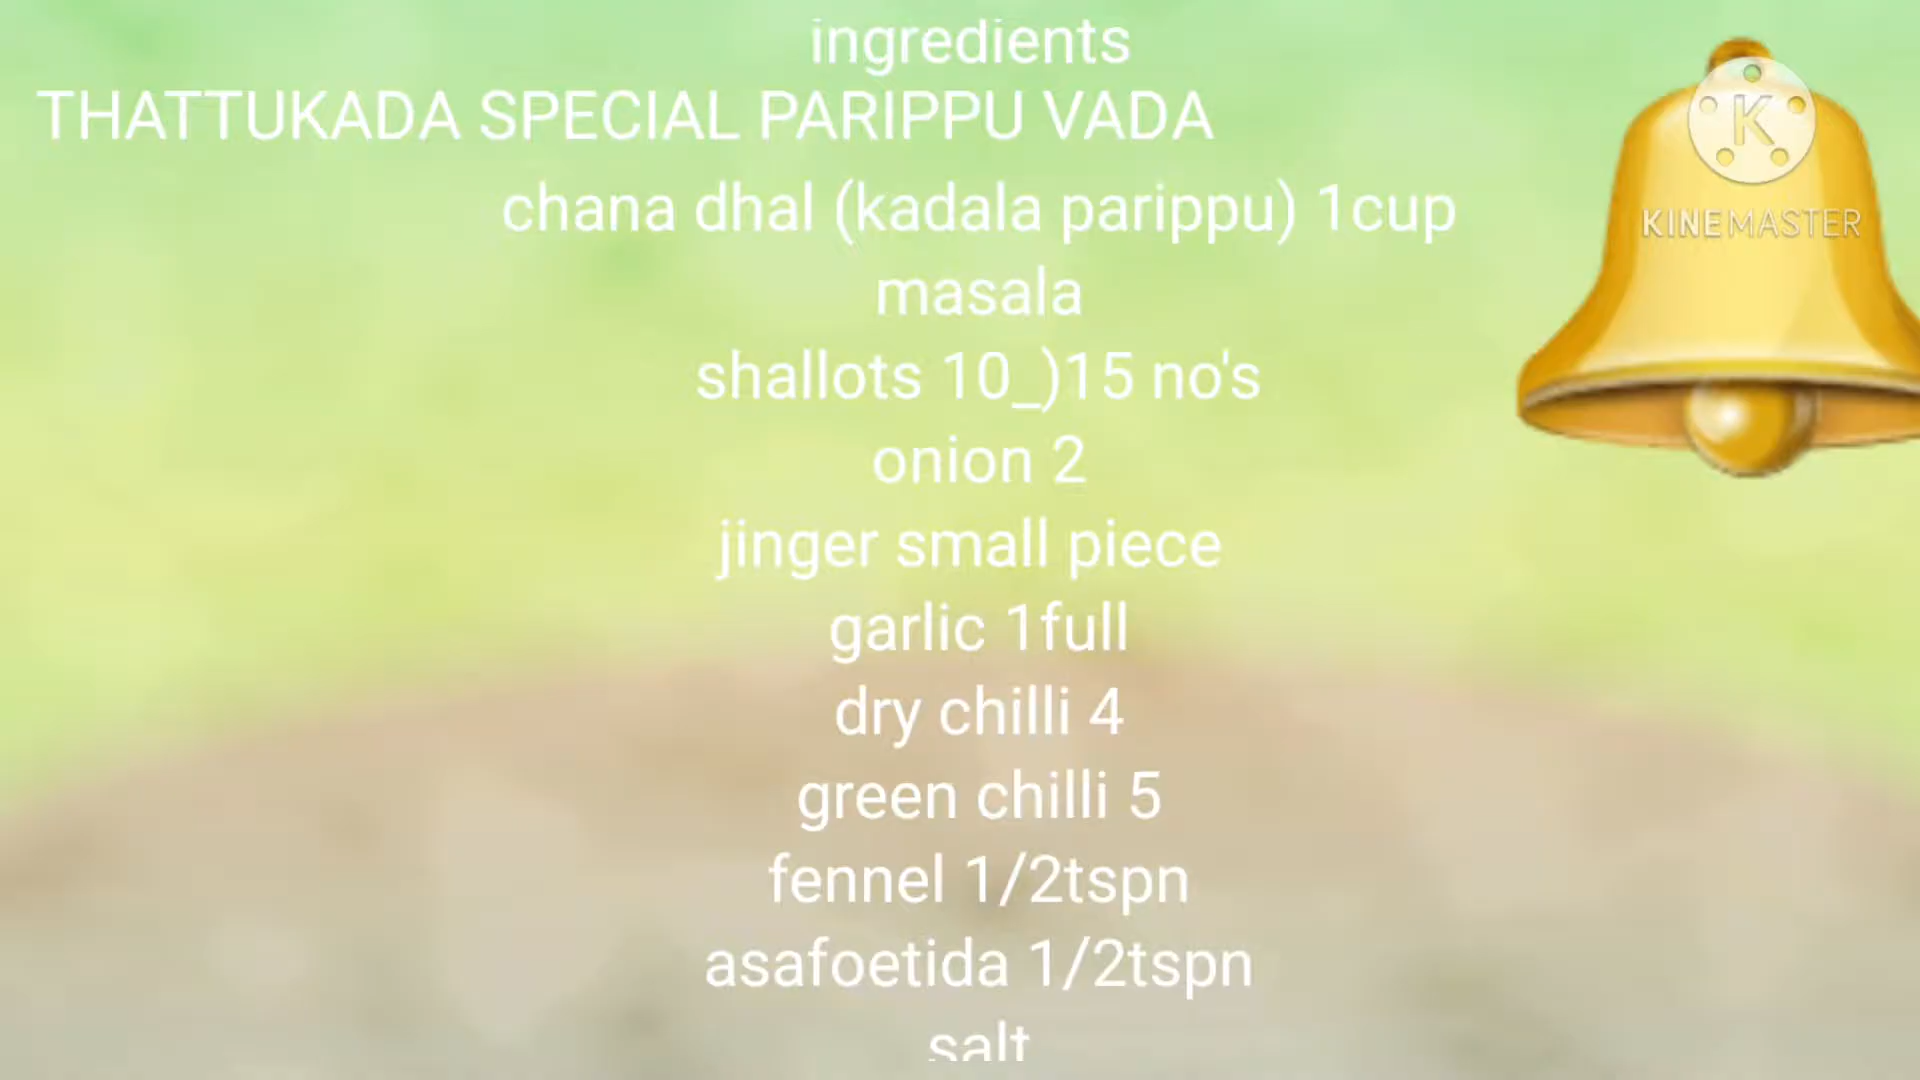 ingredients
THATTUKADA SPECIAL PARIPPU VADA
chana dhal (kadala parippu) 1cup
masala
shallots 10_)15 no's
onion 2
jinger small piece
garlic 1full
dry chilli 4
green chilli 5
fennel 1/2tspn
asafoetida 1/2tspn
salt
K
KINEMASTER